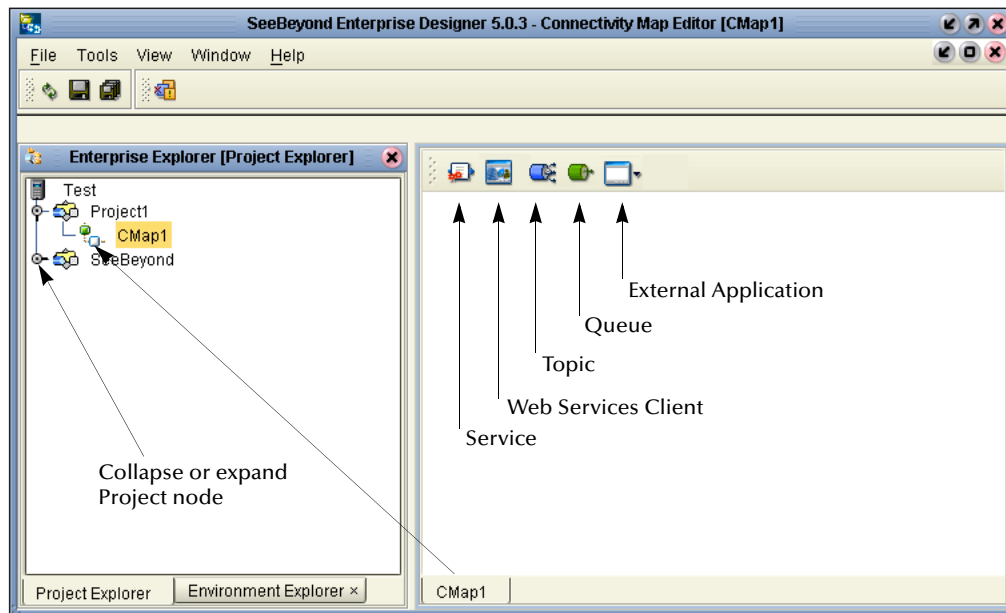 SeeBeyond Enterprise Designer 5.0.3 - Connectivity Map Editor [CMap1]
File Tools View Window Help
Enterprise Explorer [Project Explorer]
Test
Project1
CMap1
SeeBeyond
External Application
Queue
Topic
Web Services Client
Service
Collapse or expand
Project node
Project Explorer
Environment Explorer ×
CMap1